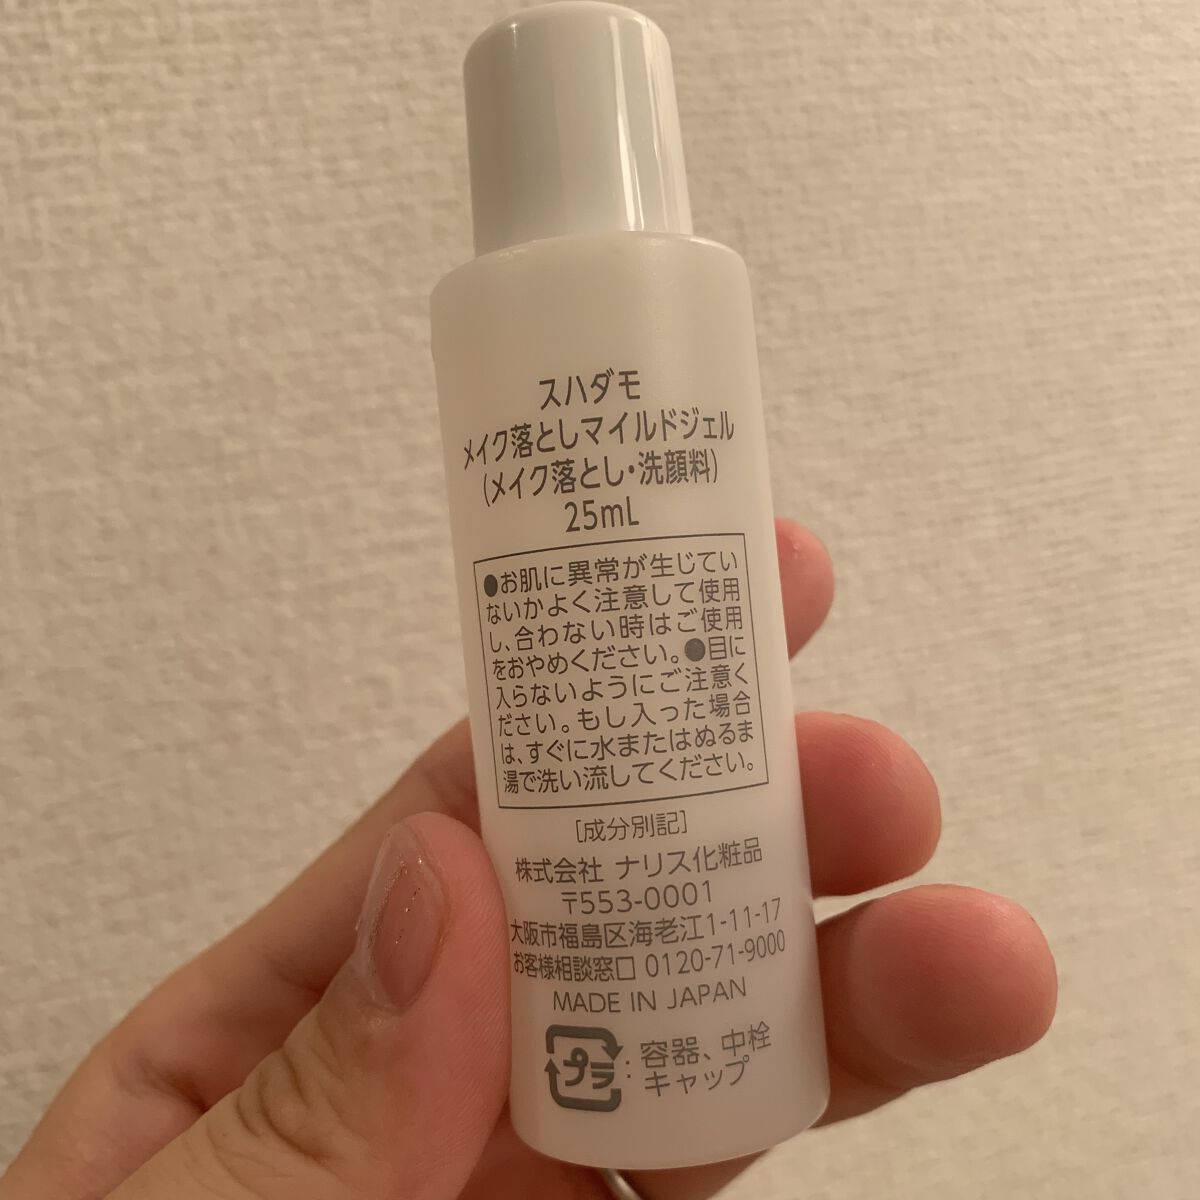 スハダモ
メイク落としマイルドジェル
(メイク落とし・洗顔料)
25mL
●お肌に異常が生じてい
ないかよく注意して使用
し、合わない時はご使用
をおやめください。●目に
入らないようにご注意く
ださい。もし入った場合
は、すぐに水またはぬるま
湯で洗い流してください。
[成分別記]
株式会社 ナリス化粧品
〒553-0001
大阪市福島区海老江1-11-17
お客様相談窓口 0120-71-9000
MADE IN JAPAN
プラ : 容器、中栓
キャップ